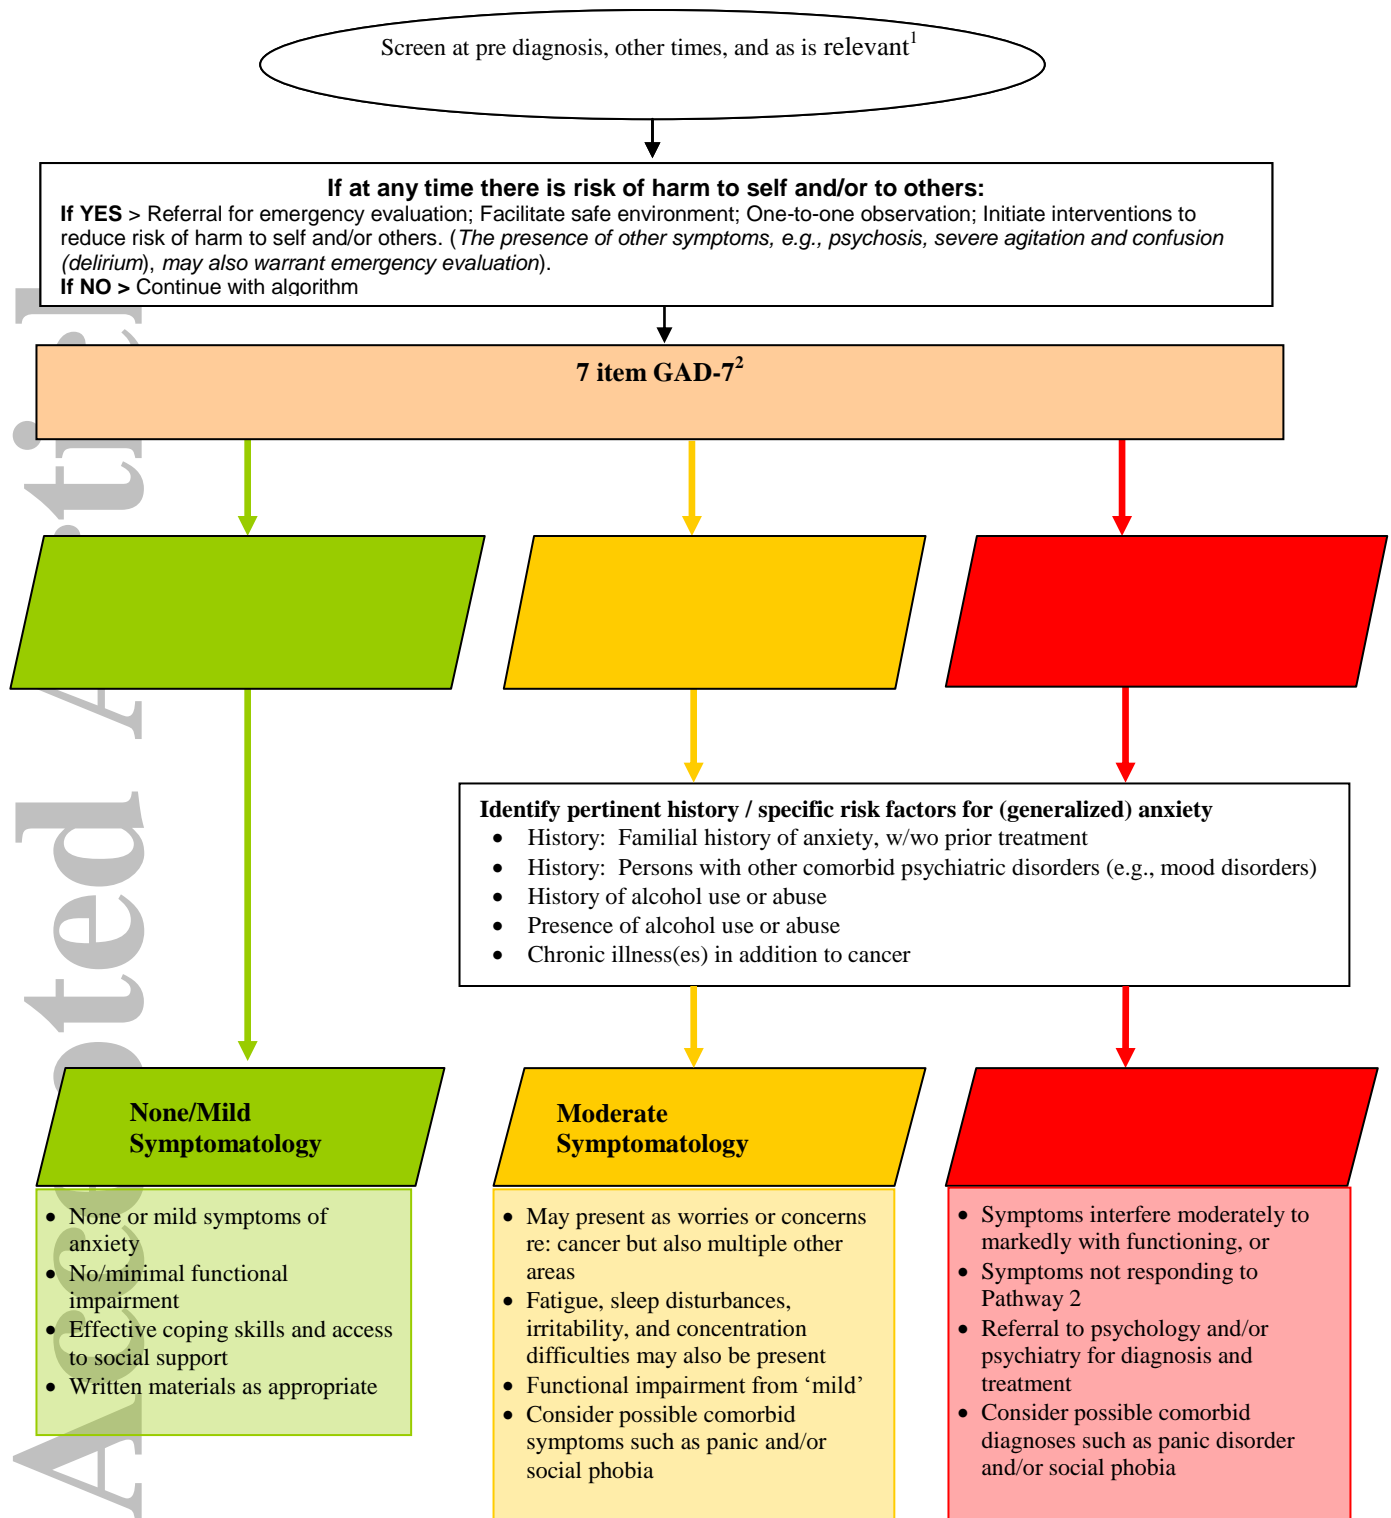 Screen at pre diagnosis, other times, and as is relevant1
If at any time there is risk of harm to self and/or to others:
If YES > Referral for emergency evaluation; Facilitate safe environment; One-to-one observation; Initiate interventions to
reduce risk of harm to self and/or others. (The presence of other symptoms, e.g., psychosis, severe agitation and confusion
(delirium), may also warrant emergency evaluation).
If NO > Continue with algorithm
7 item GAD-72
Identify pertinent history / specific risk factors for (generalized) anxiety
• History:  Familial history of anxiety, w/wo prior treatment
• History:  Persons with other comorbid psychiatric disorders (e.g., mood disorders)
• History of alcohol use or abuse
• Presence of alcohol use or abuse
• Chronic illness(es) in addition to cancer
None/Mild
Symptomatology
• None or mild symptoms of
anxiety
• No/minimal functional
impairment
• Effective coping skills and access
to social support
• Written materials as appropriate
Moderate
Symptomatology
• May present as worries or concerns
re: cancer but also multiple other
areas
• Fatigue, sleep disturbances,
irritability, and concentration
difficulties may also be present
• Functional impairment from ‘mild’
• Consider possible comorbid
symptoms such as panic and/or
social phobia
• Symptoms interfere moderately to
markedly with functioning, or
• Symptoms not responding to
Pathway 2
• Referral to psychology and/or
psychiatry for diagnosis and
treatment
• Consider possible comorbid
diagnoses such as panic disorder
and/or social phobia
Accepted